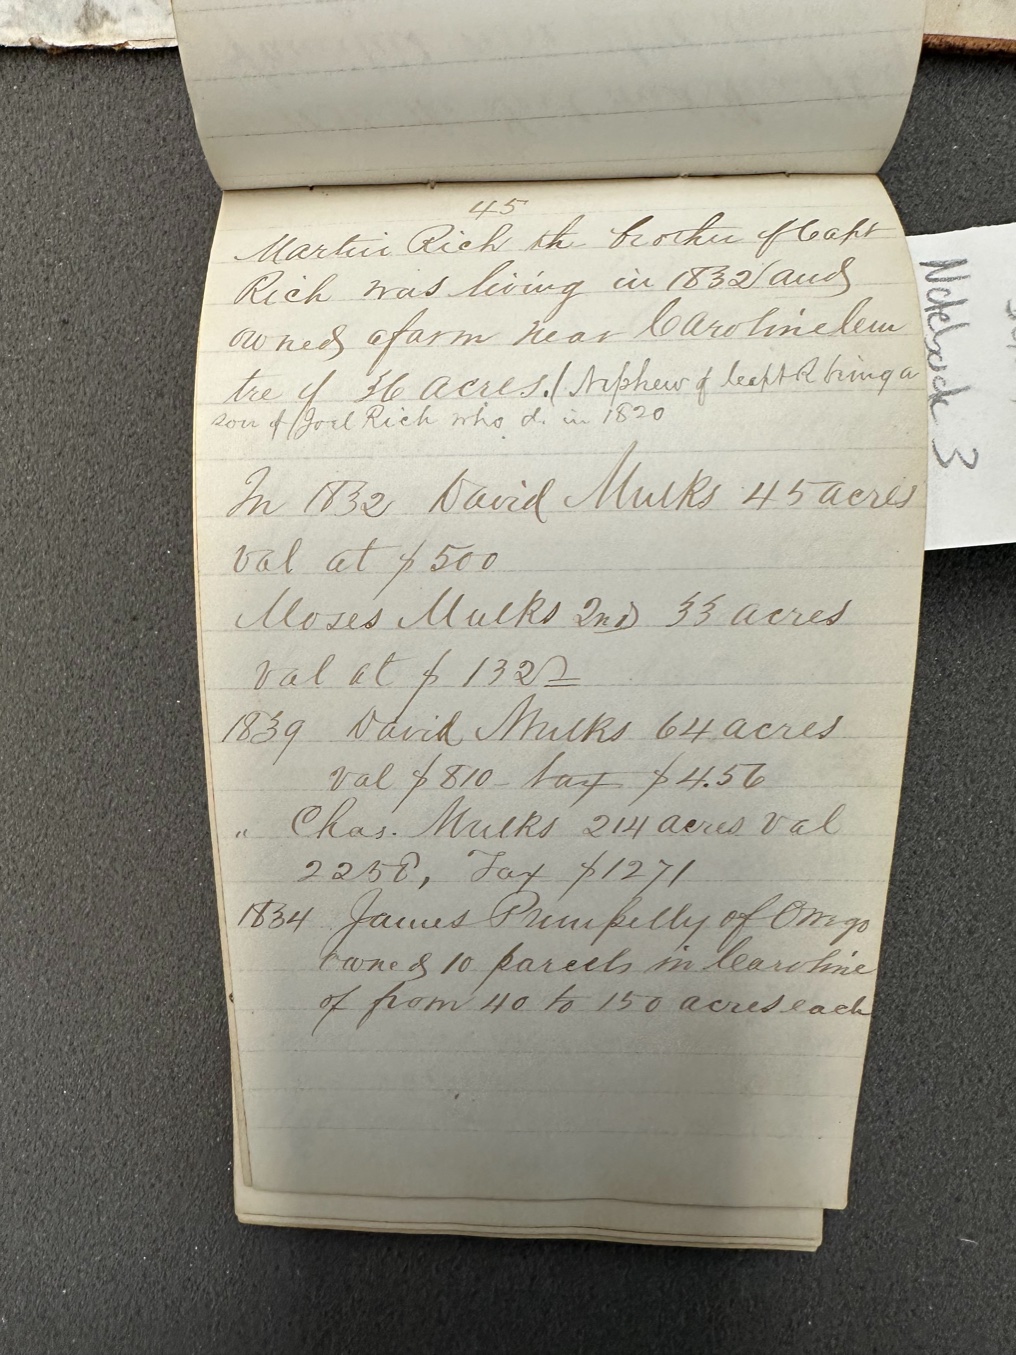 45
Martin Rich the brother of Capt
Rich was living in 1832 and
owned a farm near Caroline Cen
tre of 36 acres. (Nephew of Capt R being a
son of Joel Rich who d. in 1820
In 1832 David Mulks 45 acres
val at $500
Moses Mulks 2nd 33 acres
val at $132
1839 David Mulks 64 acres
val $810 tax $4.56
" Chas. Mulks 214 acres val
2258, Tax $1271
1834 James Pumpelly of Owego
owned 10 parcels in Caroline
of from 40 to 150 acres each
Notebook 3